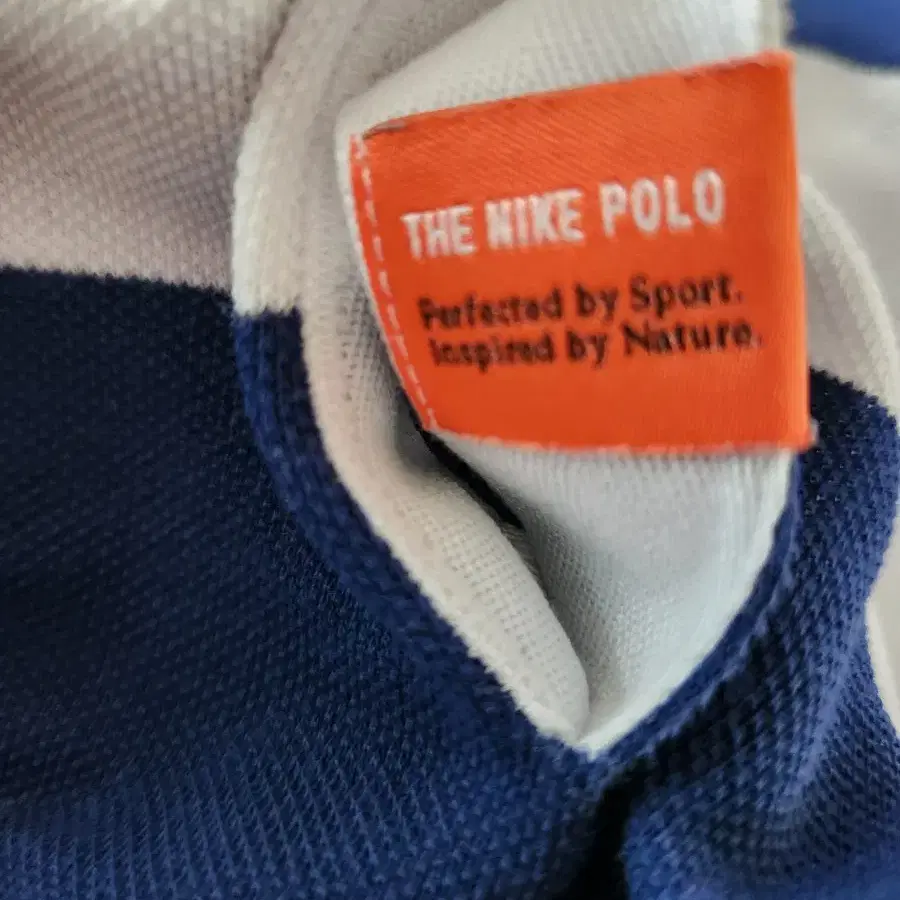 THE NIKE POLO
Perfected by Sport.
Inspired by Nature.